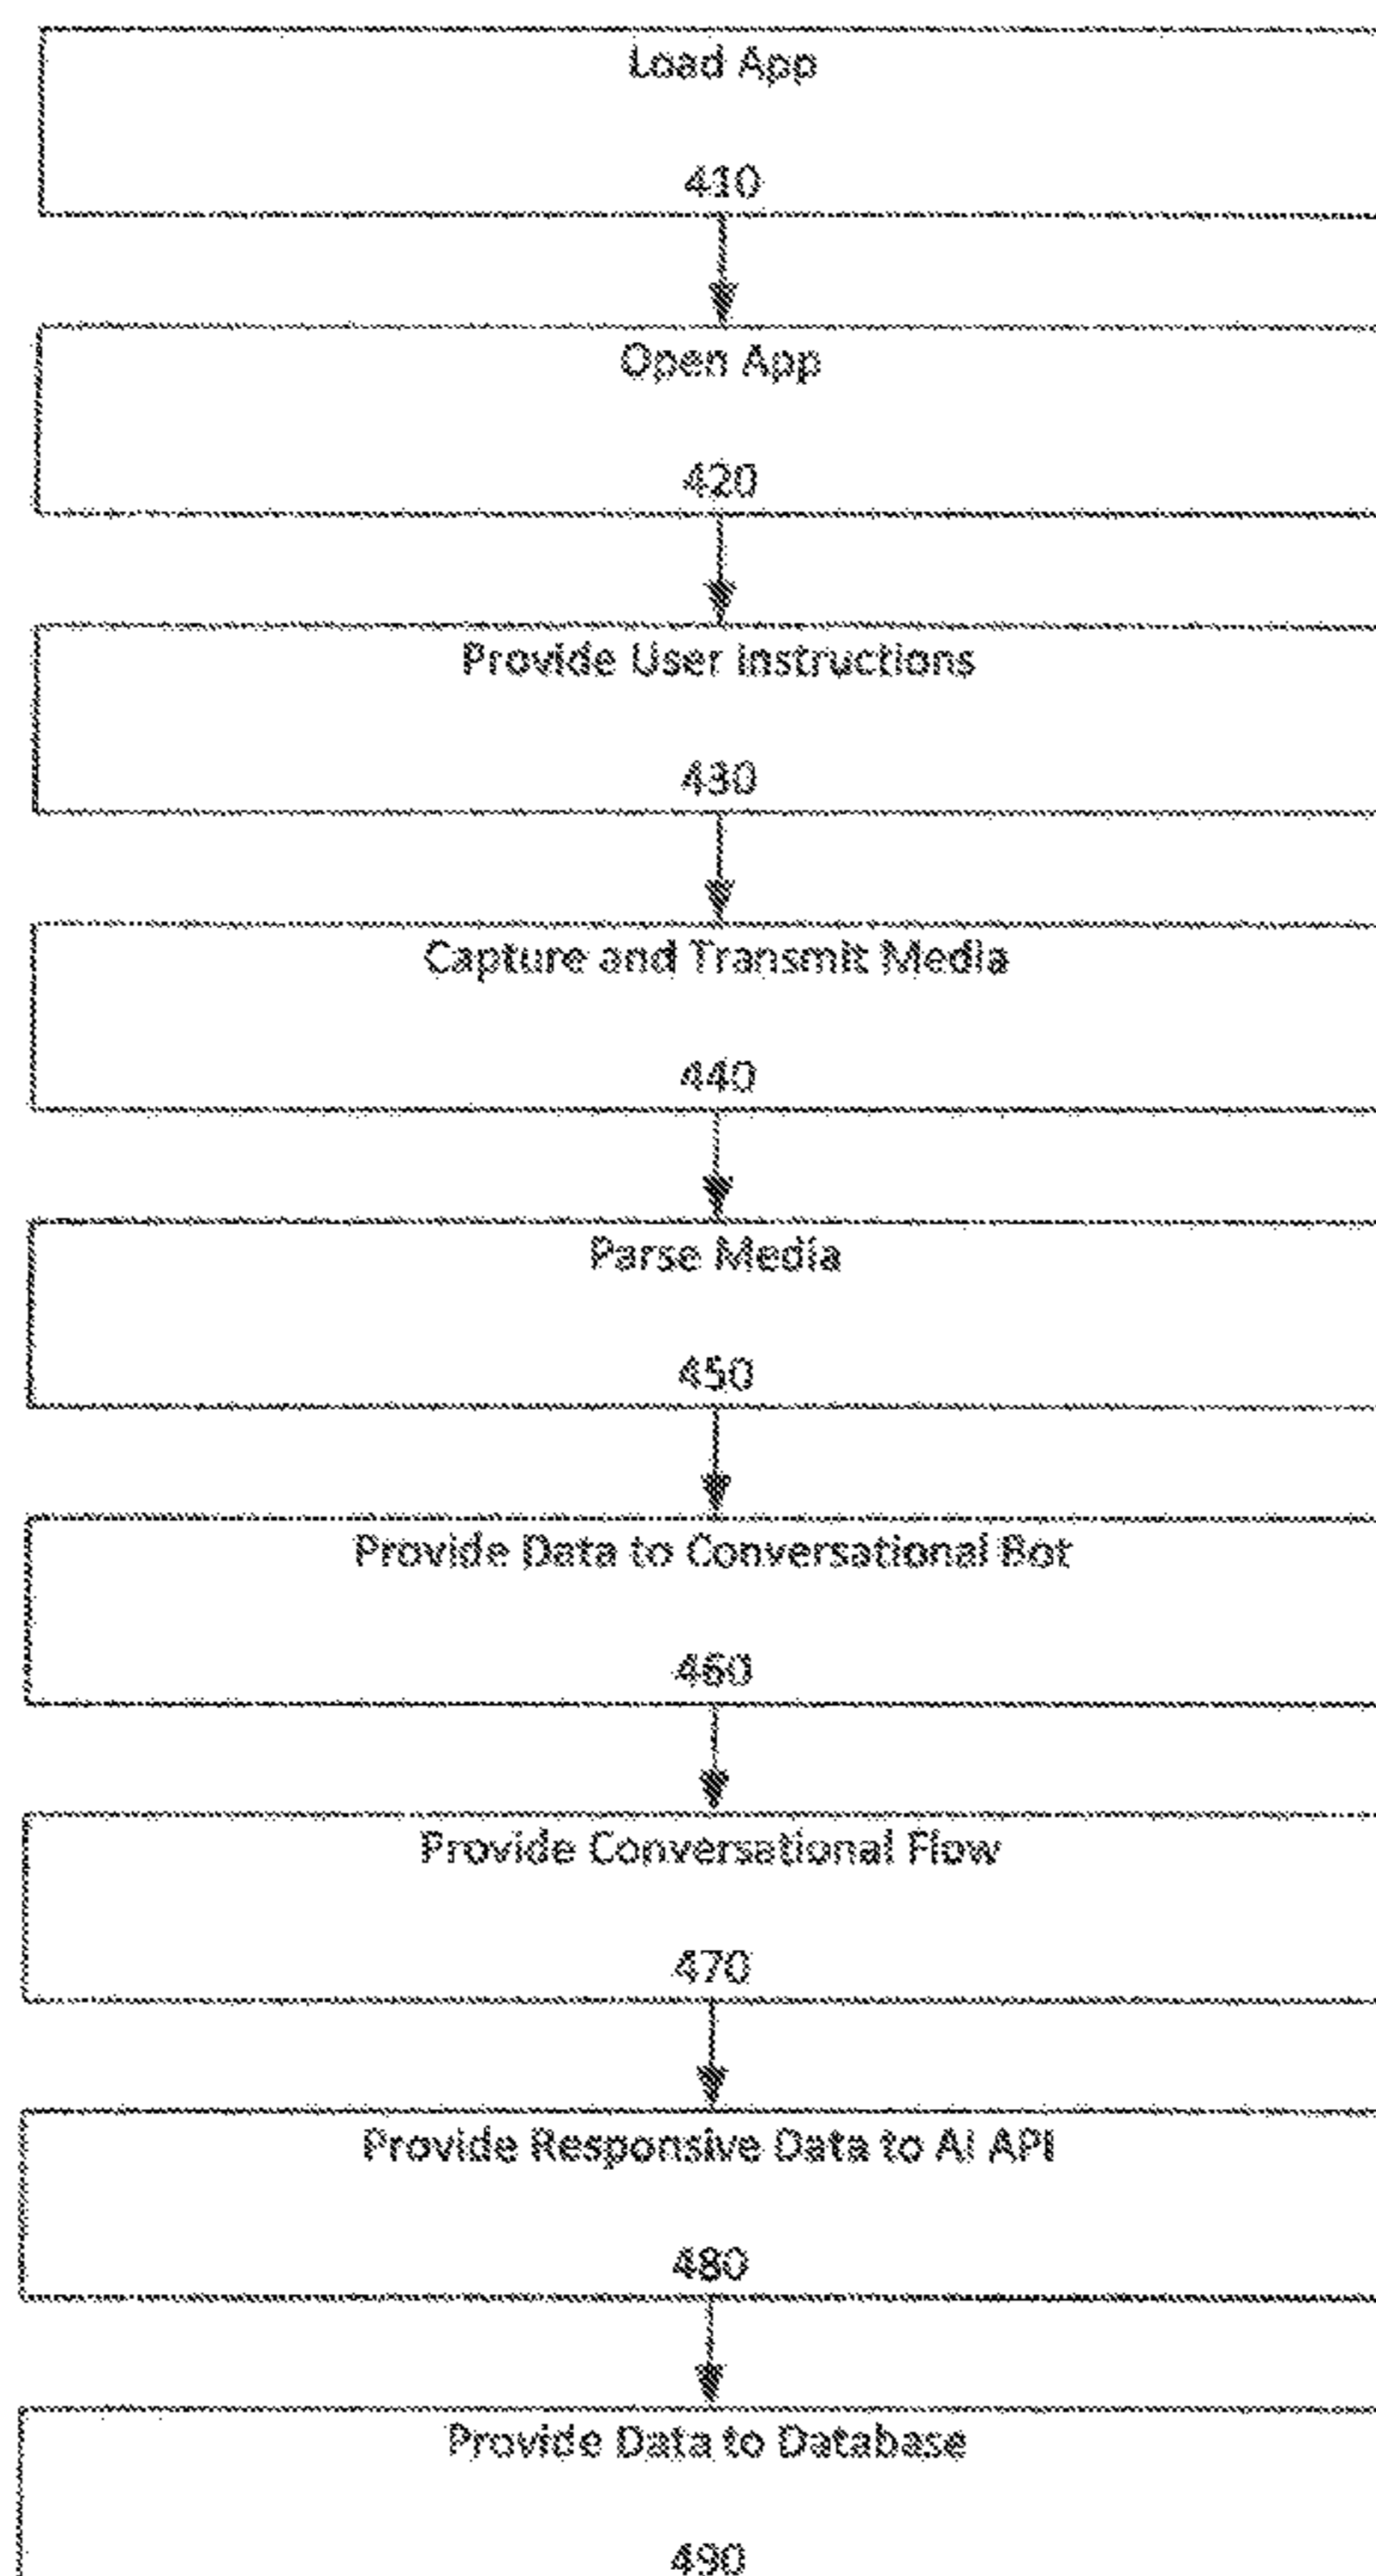 Load App
410
Open App
420
Provide User Instructions
430
Capture and Transmit Media
440
Parse Media
450
Provide Data to Conversational Bot
460
Provide Conversational Flow
470
Provide Responsive Data to AI API
480
Provide Data to Database
490